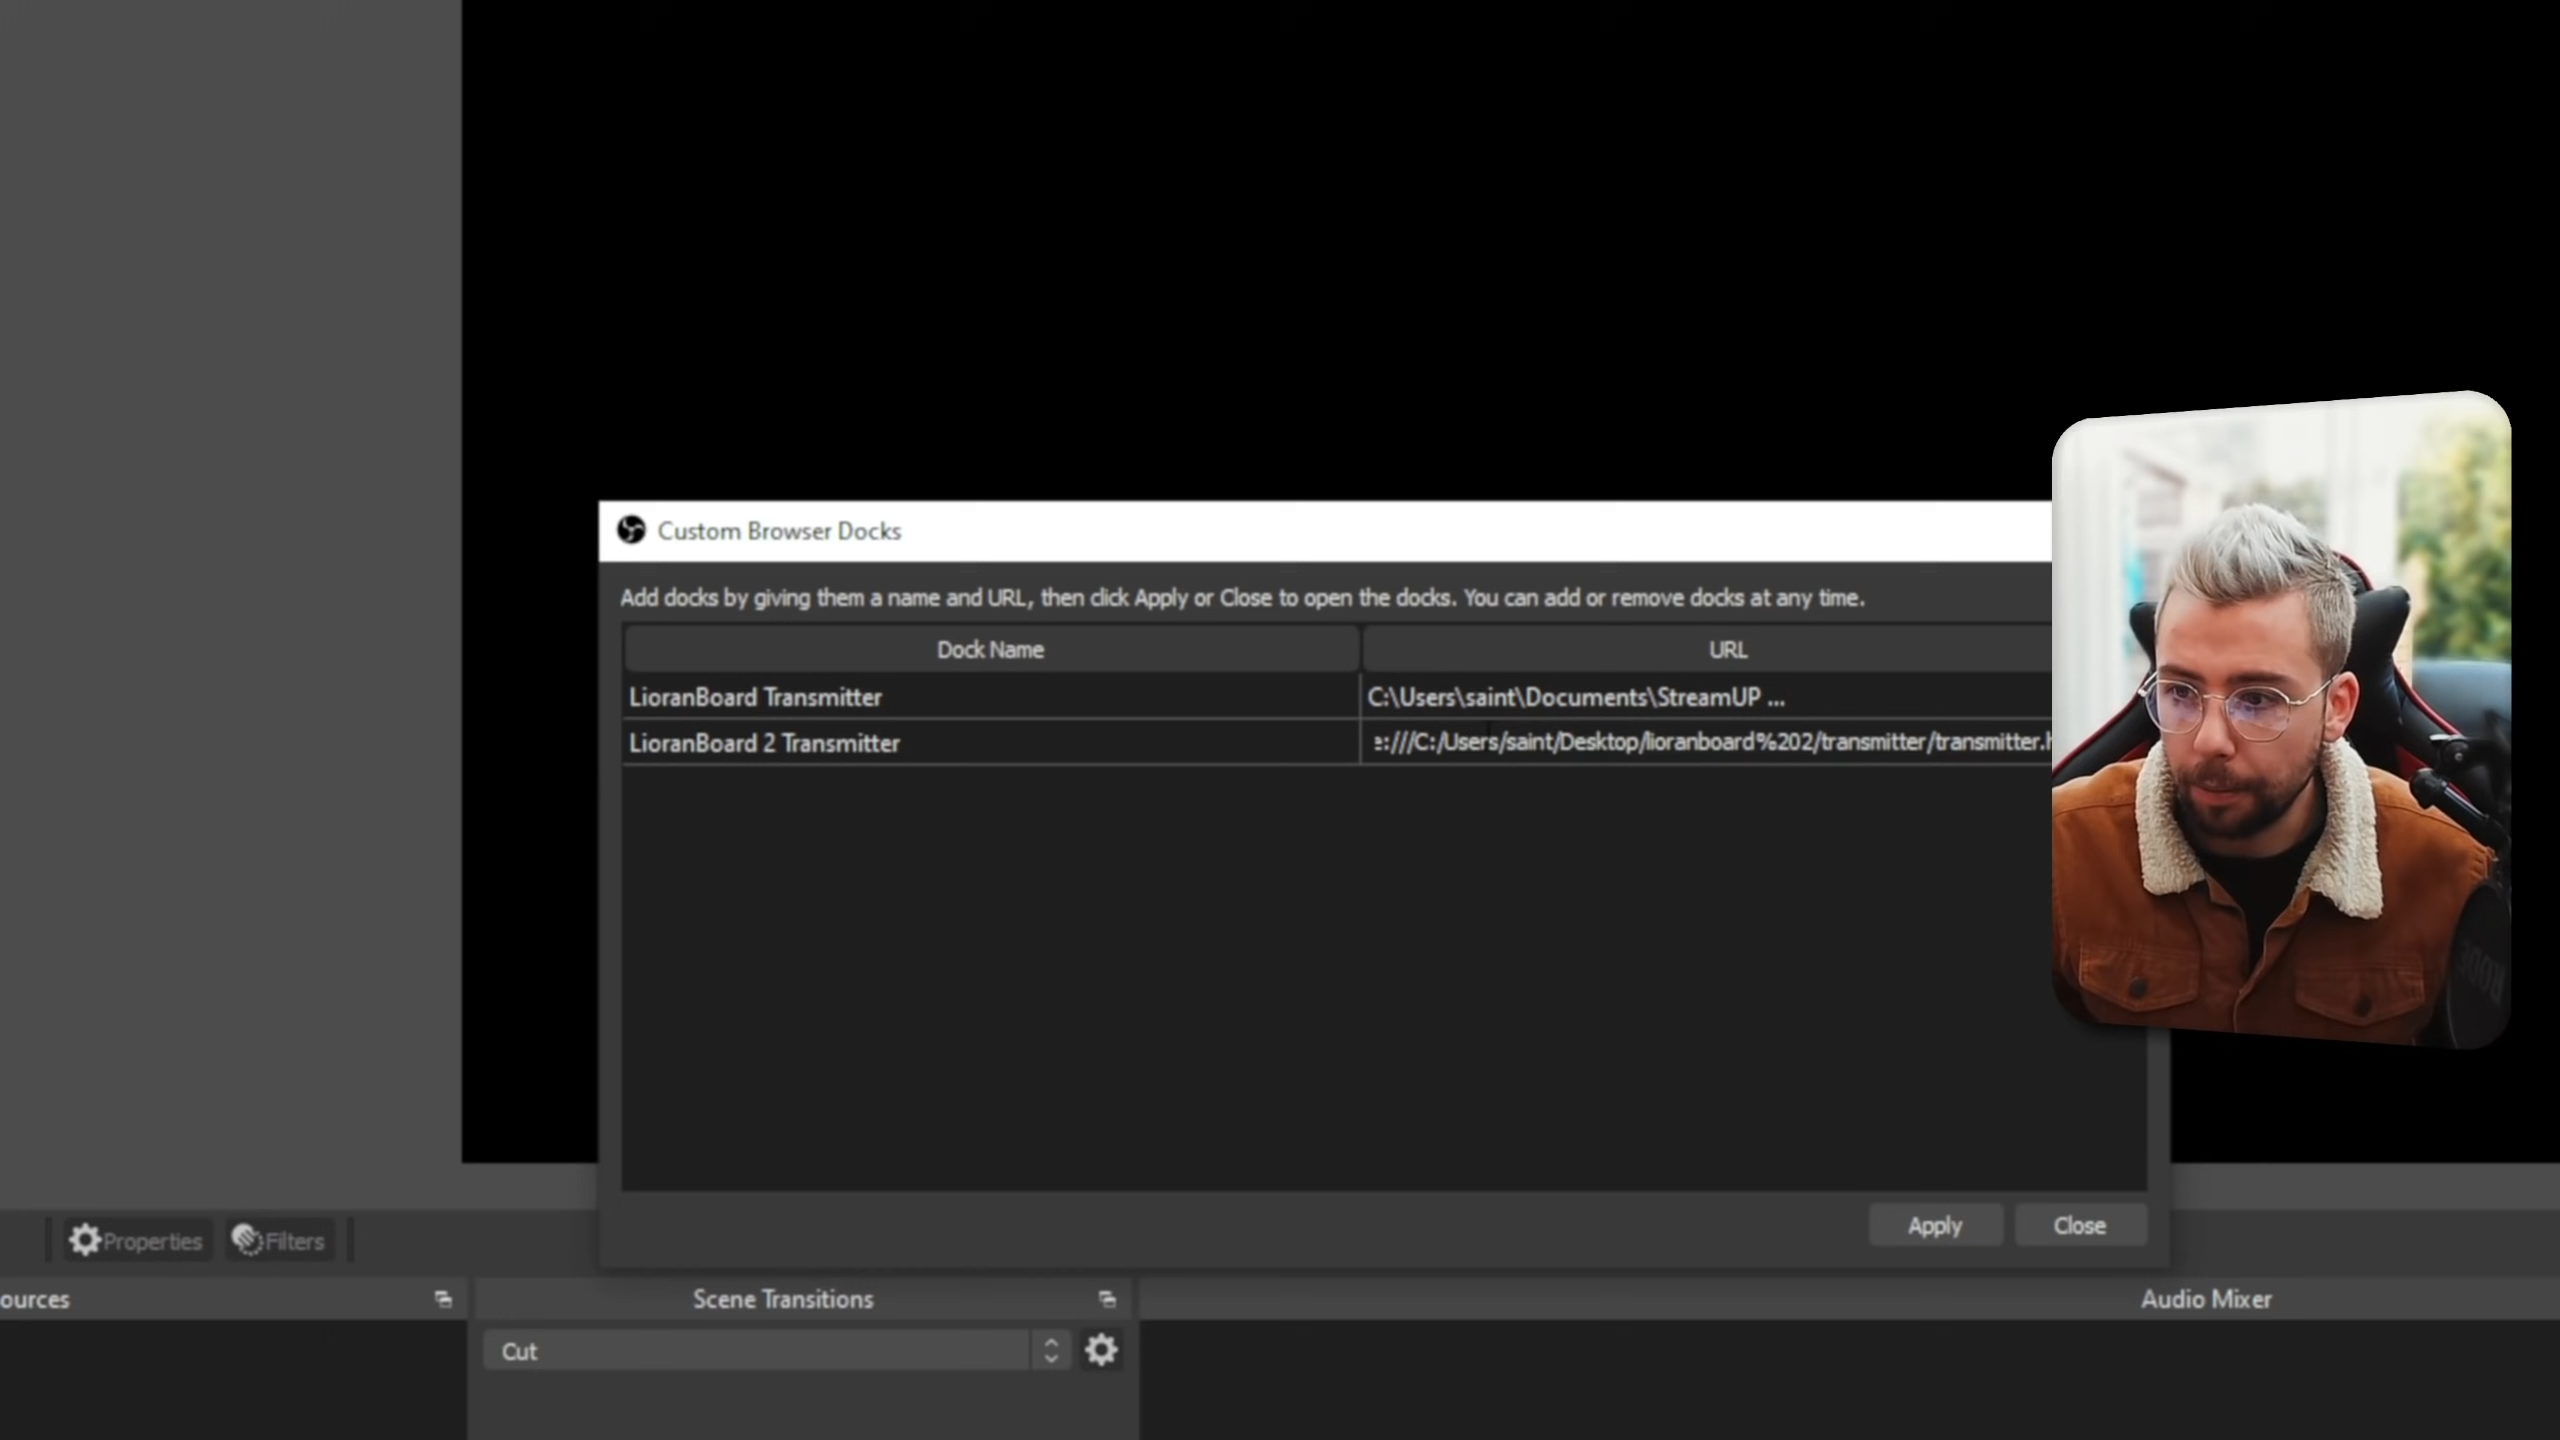 Custom Browser Docks
Add docks by giving them a name and URL, then click Apply or Close to open the docks. You can add or remove docks at any time.
Dock Name URL
LioranBoard Transmitter C:\Users\saint\Documents\StreamUP ...
LioranBoard 2 Transmitter :///C:/Users/saint/Desktop/lioranboard%202/transmitter/transmitter.
Apply Close
Properties Filters
ources Scene Transitions Audio Mixer
Cut